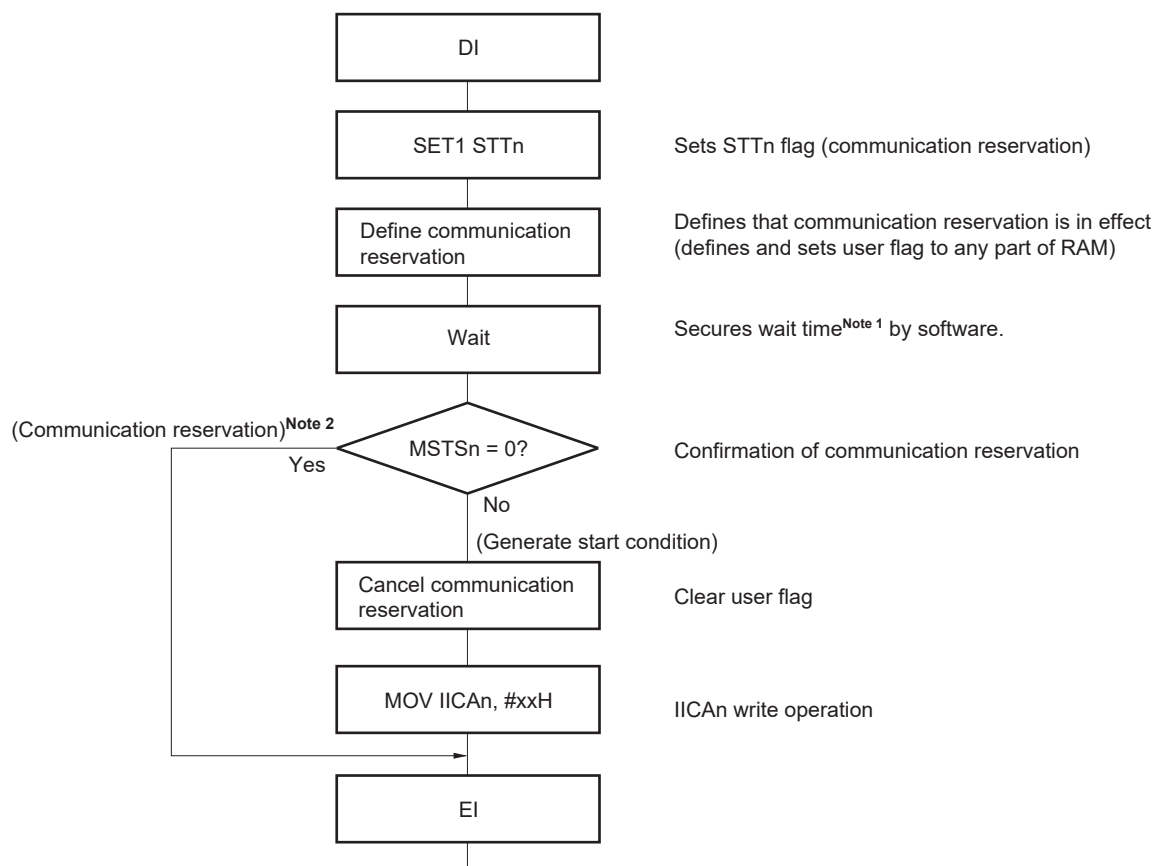 DI
SET1 STTn
Sets STTn flag (communication reservation)
Define communication
reservation
Defines that communication reservation is in effect
(defines and sets user flag to any part of RAM)
Wait
Secures wait timeNote 1 by software.
(Communication reservation)Note 2
MSTSn = 0?
Confirmation of communication reservation
Yes
No
(Generate start condition)
Cancel communication
reservation
Clear user flag
MOV IICAn, #xxH
IICAn write operation
EI